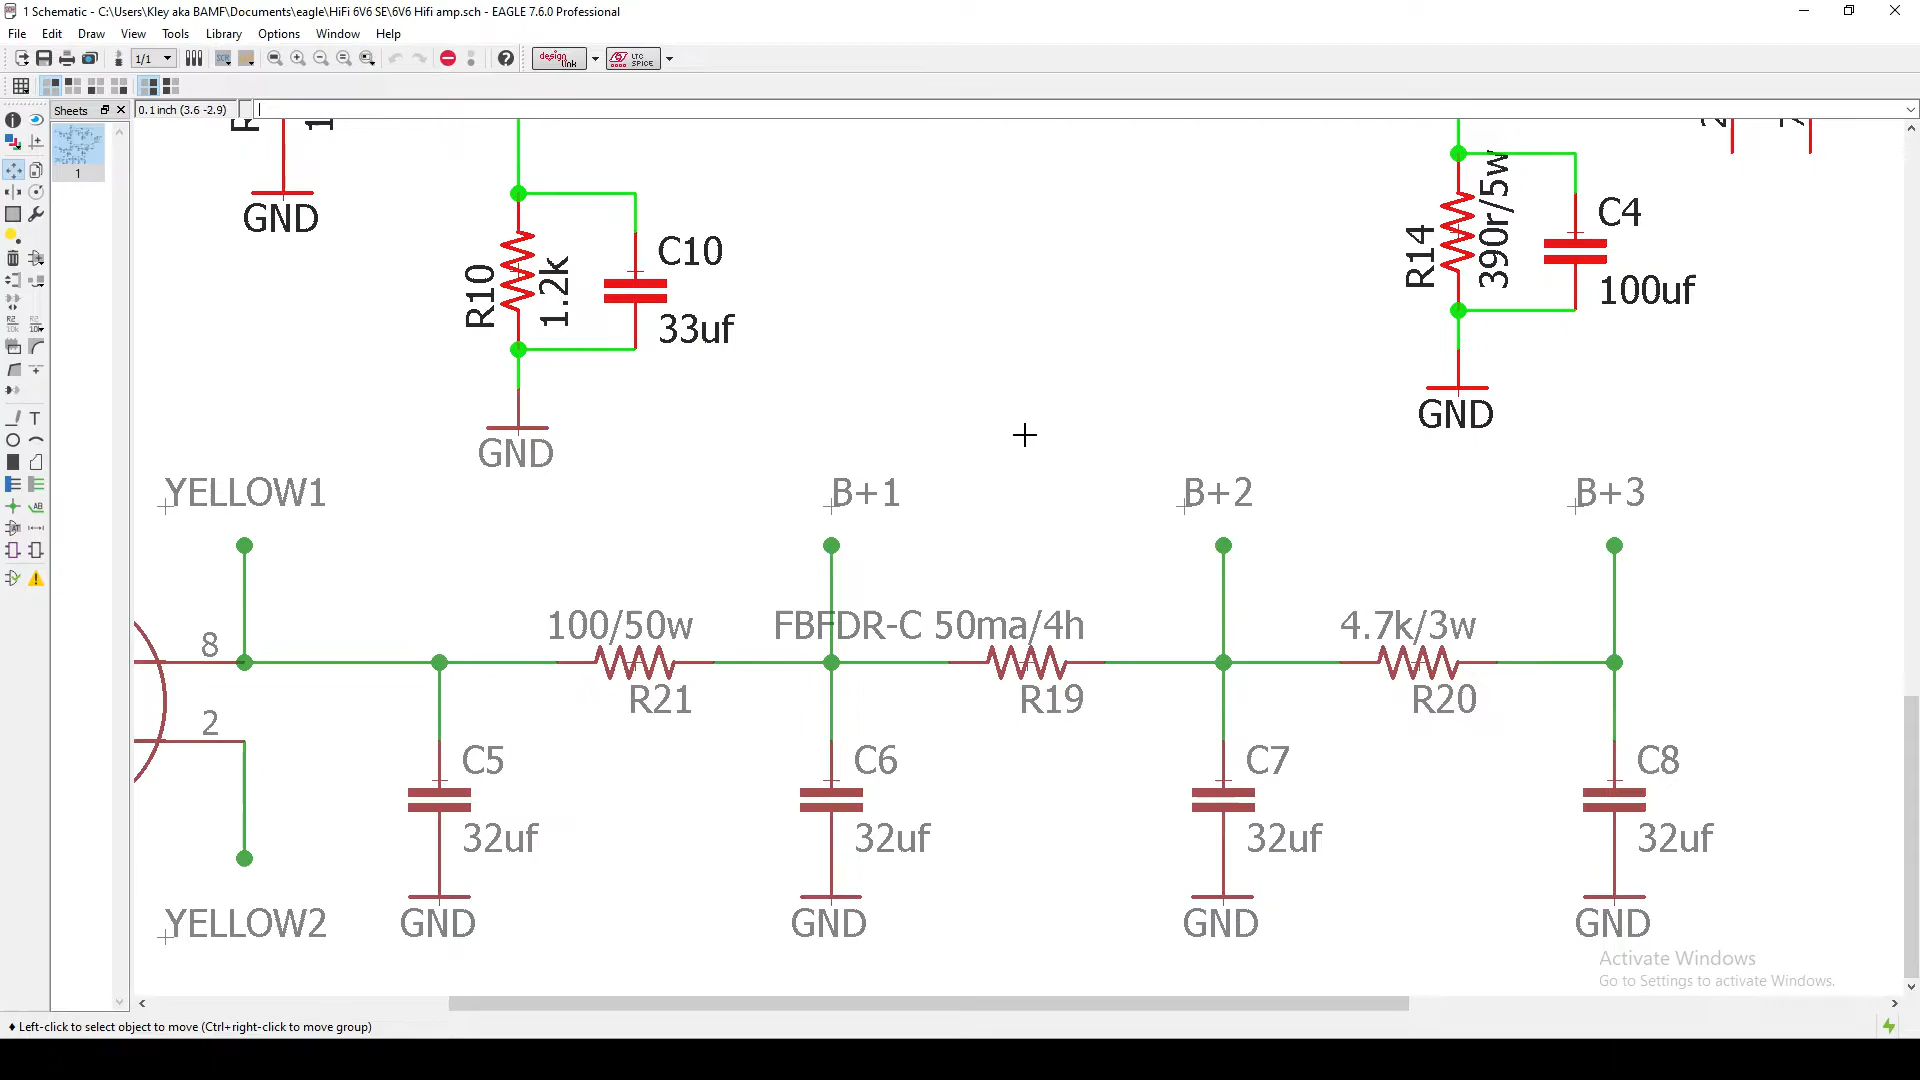 1 Schematic - C:\Users\Kley aka BAMF\Documents\eagle\HiFi 6V6 SE\6V6 Hifi amp.sch - EAGLE 7.6.0 Professional
File Edit Draw View Tools Library Options Window Help
1/1
design link
LTC SPICE
Sheets
0.1 inch (3.6 -2.9)
1
GND
R10
1.2k
C10
33uf
GND
R14
390r/5w
C4
100uf
GND
YELLOW1
B+1
B+2
B+3
8
100/50w
FBFDR-C 50ma/4h
4.7k/3w
R21
R19
R20
2
C5
C6
C7
C8
32uf
32uf
32uf
32uf
YELLOW2
GND
GND
GND
GND
Activate Windows
Go to Settings to activate Windows.
♦ Left-click to select object to move (Ctrl+right-click to move group)